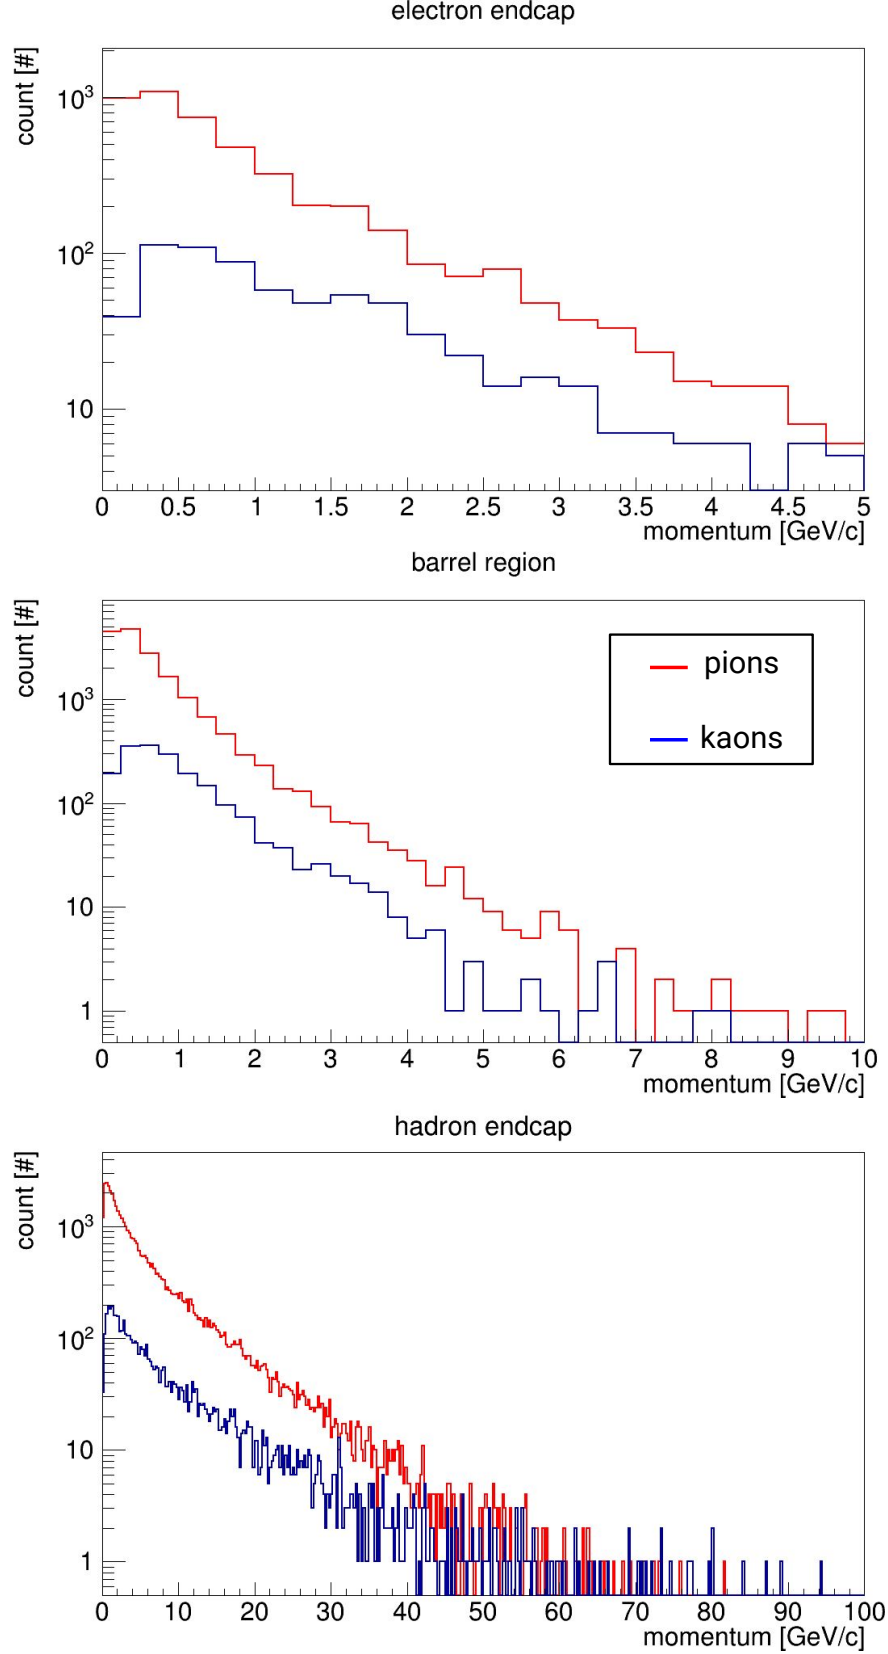 electron endcap
count [#]
10³
10²
10
0 0.5 1 1.5 2 2.5 3 3.5 4 4.5 5
momentum [GeV/c]
barrel region
count [#]
pions
kaons
10³
10²
10
1
0 1 2 3 4 5 6 7 8 9 10
momentum [GeV/c]
hadron endcap
count [#]
10³
10²
10
1
0 10 20 30 40 50 60 70 80 90 100
momentum [GeV/c]